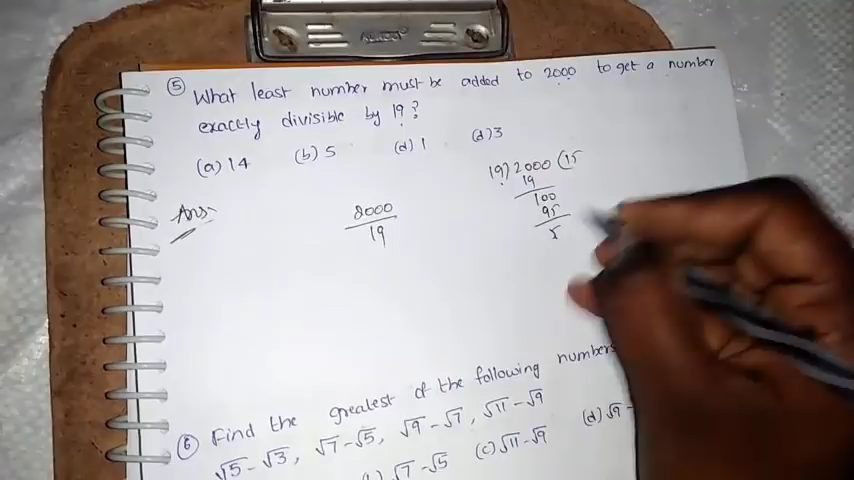 ⑤ What least number must be added to 2000 to get a number
exactly divisible by 19?
(a) 14 (b) 5 (d) 1 (d) 3
Ans:
2000
19
19) 2000 (15
19
100
95
5
⑥ Find the greatest of the following numbers
√5-√3, √7-√5, √9-√7, √11-√9
√7-√5 (c) √11-√9 (d) √9-